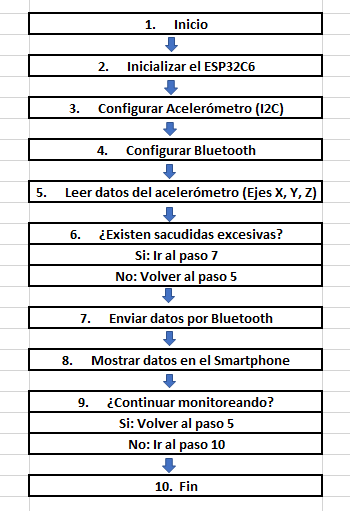 1. Inicio
2. Inicializar el ESP32C6
3. Configurar Acelerómetro (I2C)
4. Configurar Bluetooth
5. Leer datos del acelerómetro (Ejes X, Y, Z)
6. ¿Existen sacudidas excesivas?
Si: Ir al paso 7
No: Volver al paso 5
7. Enviar datos por Bluetooth
8. Mostrar datos en el Smartphone
9. ¿Continuar monitoreando?
Si: Volver al paso 5
No: Ir al paso 10
10. Fin